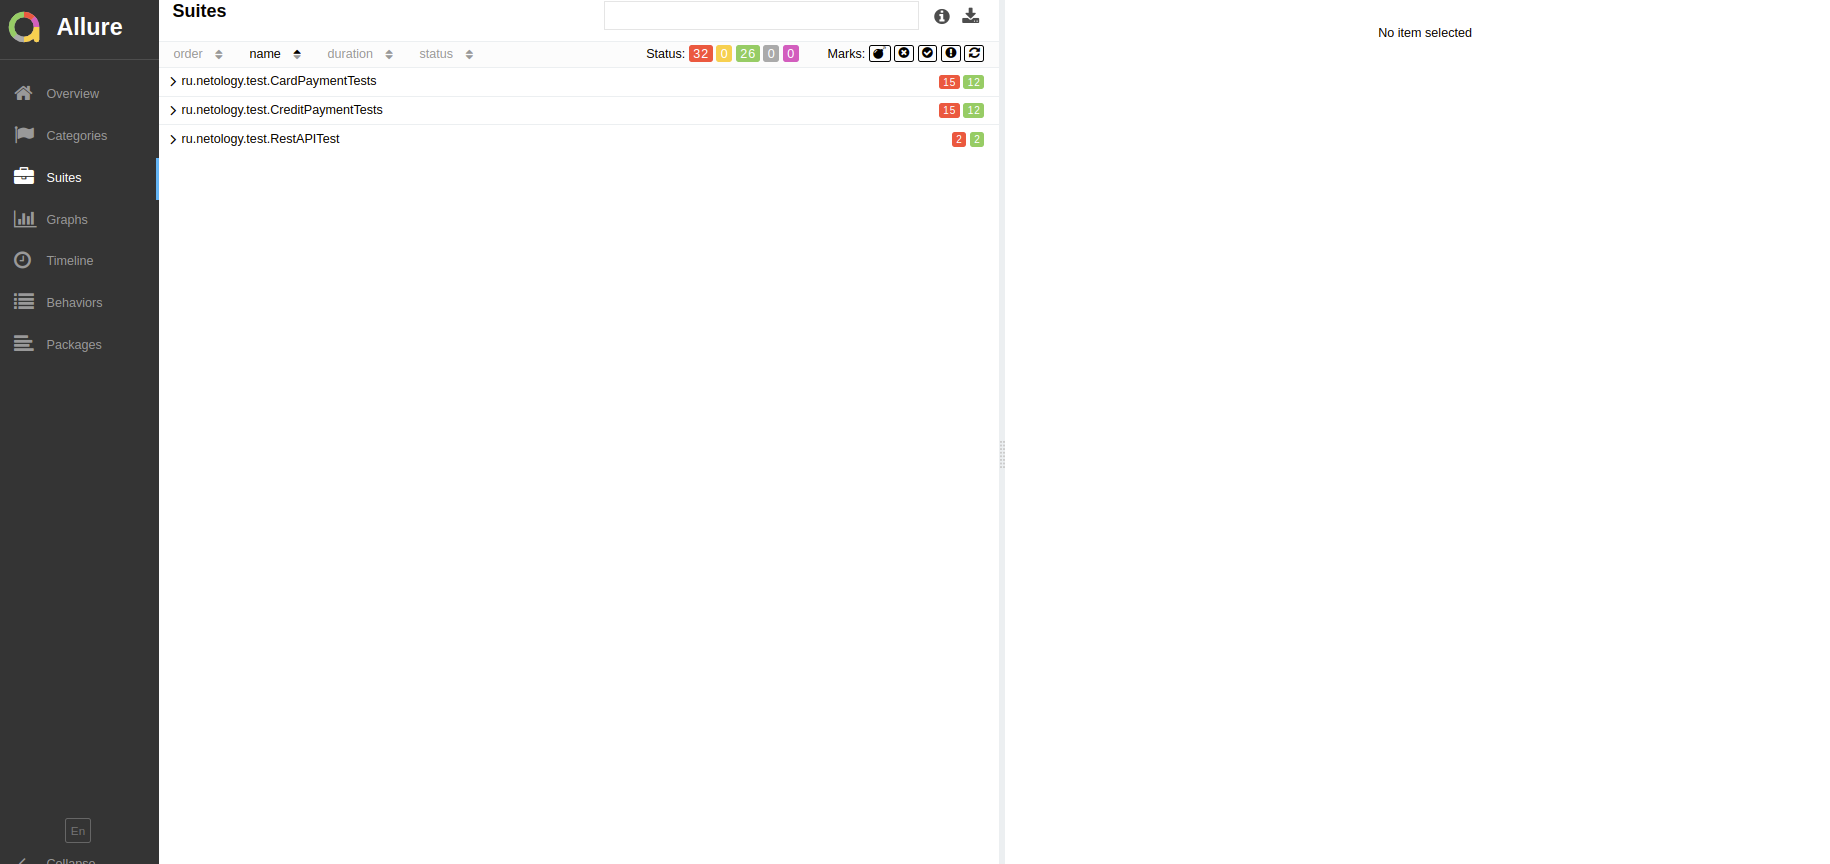 Allure
Overview
Categories
Suites
Graphs
Timeline
Behaviors
Packages
En
Collapse
Suites
order name duration status Status: 32 0 26 0 0 Marks:
ru.netology.test.CardPaymentTests 15 12
ru.netology.test.CreditPaymentTests 15 12
ru.netology.test.RestAPITest 2 2
No item selected